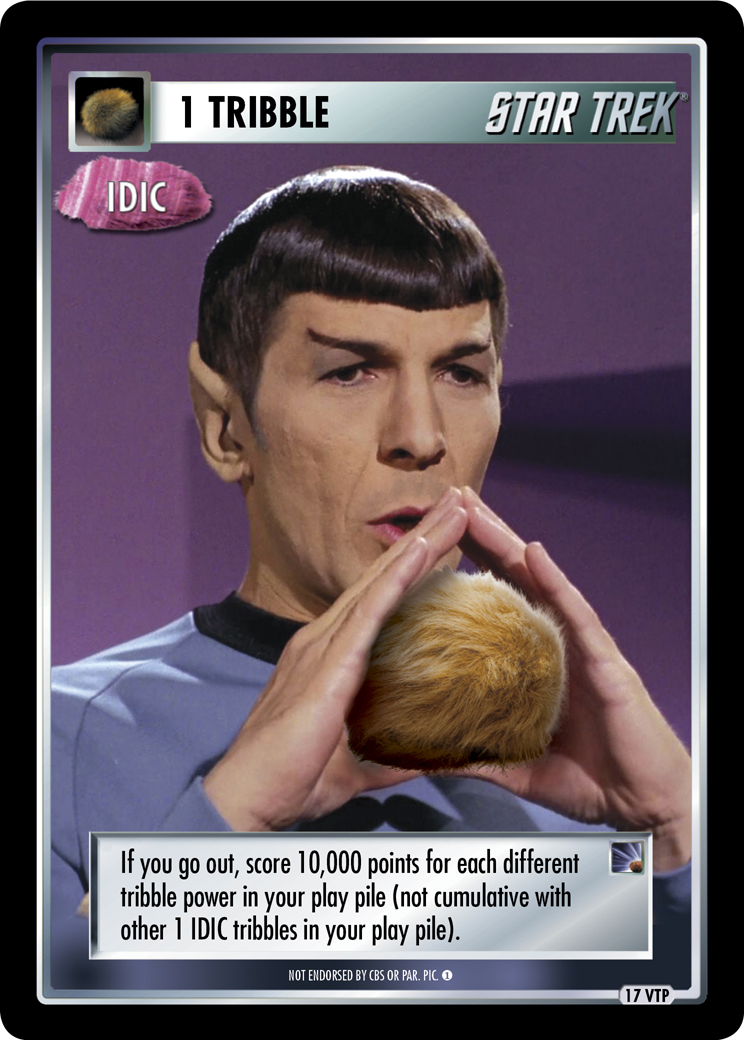 1 TRIBBLE
STAR TREK®
IDIC
If you go out, score 10,000 points for each different
tribble power in your play pile (not cumulative with
other 1 IDIC tribbles in your play pile).
NOT ENDORSED BY CBS OR PAR. PIC. 1
17 VTP